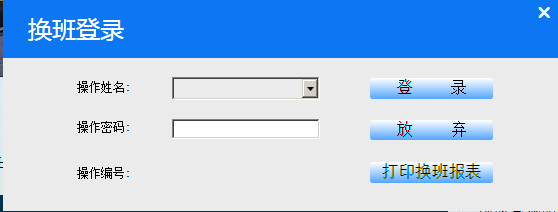 换班登录
操作姓名：
登 录
操作密码：
放 弃
操作编号：
打印换班报表